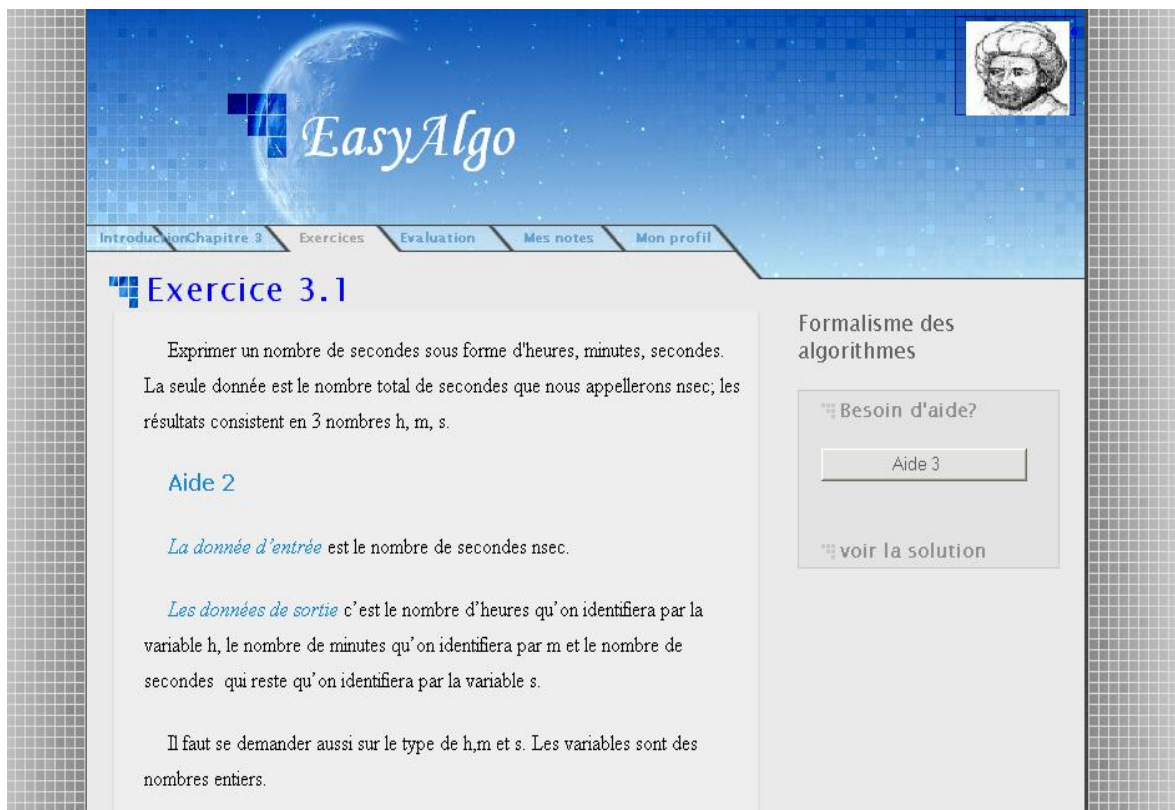 EasyAlgo
Introduction Chapitre 3 Exercices Evaluation Mes notes Mon profil
Exercice 3.1
Exprimer un nombre de secondes sous forme d'heures, minutes, secondes.
La seule donnée est le nombre total de secondes que nous appellerons nsec; les
résultats consistent en 3 nombres h, m, s.
Aide 2
La donnée d’entrée est le nombre de secondes nsec.
Les données de sortie c’est le nombre d’heures qu’on identifiera par la
variable h, le nombre de minutes qu’on identifiera par m et le nombre de
secondes qui reste qu’on identifiera par la variable s.
Il faut se demander aussi sur le type de h,m et s. Les variables sont des
nombres entiers.
Formalisme des
algorithmes
Besoin d'aide?
Aide 3
voir la solution